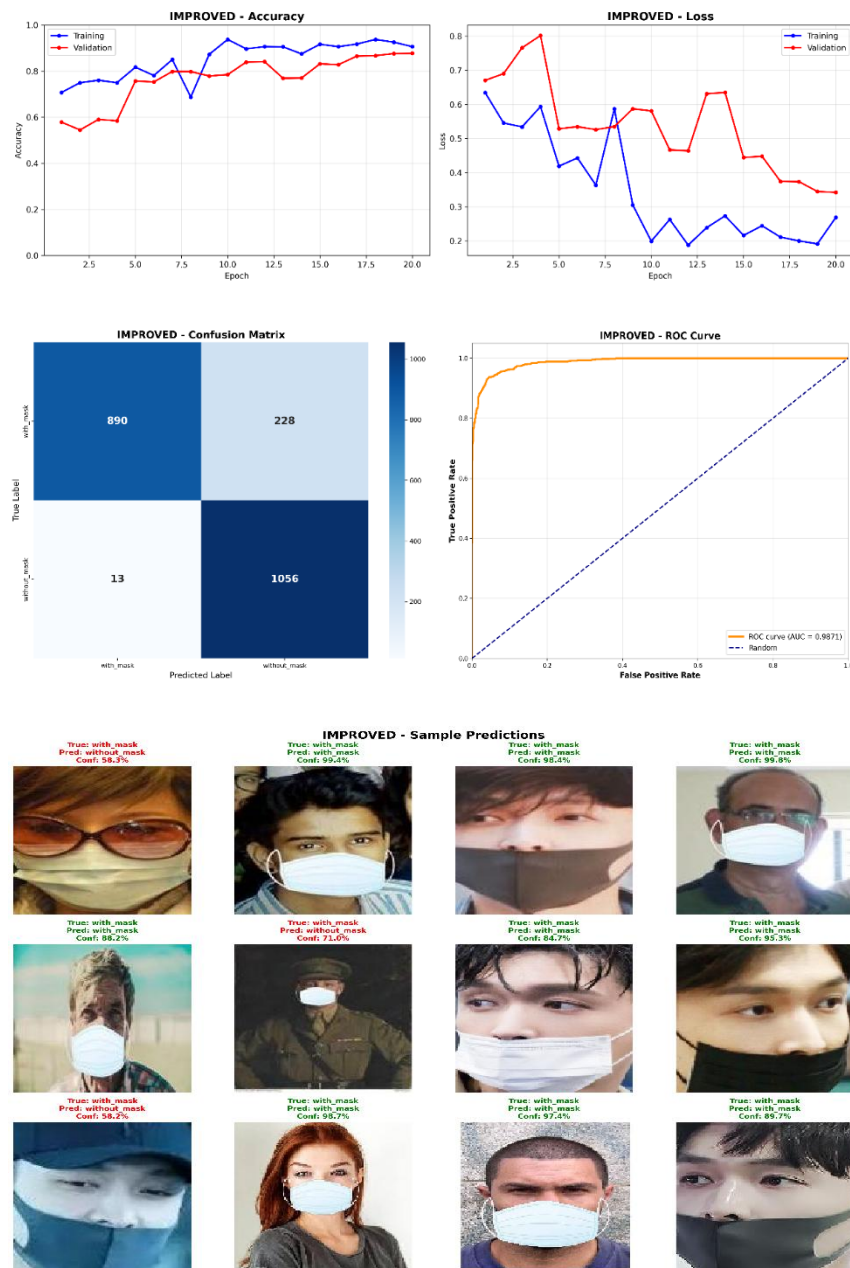 IMPROVED - Accuracy
Training
Validation
1.0
0.8
0.6
0.4
0.2
0.0
Accuracy
2.5 5.0 7.5 10.0 12.5 15.0 17.5 20.0
Epoch
IMPROVED - Loss
Training
Validation
0.8
0.7
0.6
0.5
0.4
0.3
0.2
Loss
2.5 5.0 7.5 10.0 12.5 15.0 17.5 20.0
Epoch
IMPROVED - Confusion Matrix
with_mask
without_mask
True Label
890 228
13 1056
with_mask without_mask
Predicted Label
1000
800
600
400
200
IMPROVED - ROC Curve
1.0
0.8
0.6
0.4
0.2
0.0
True Positive Rate
ROC curve (AUC = 0.9871)
Random
0.0 0.2 0.4 0.6 0.8 1.0
False Positive Rate
IMPROVED - Sample Predictions
True: with_mask
Pred: without_mask
Conf: 58.3%
True: with_mask
Pred: with_mask
Conf: 99.4%
True: with_mask
Pred: with_mask
Conf: 98.4%
True: with_mask
Pred: with_mask
Conf: 99.8%
True: with_mask
Pred: with_mask
Conf: 88.2%
True: with_mask
Pred: without_mask
Conf: 71.0%
True: with_mask
Pred: with_mask
Conf: 84.7%
True: with_mask
Pred: with_mask
Conf: 95.3%
True: with_mask
Pred: without_mask
Conf: 58.2%
True: with_mask
Pred: with_mask
Conf: 98.7%
True: with_mask
Pred: with_mask
Conf: 97.4%
True: with_mask
Pred: with_mask
Conf: 89.7%